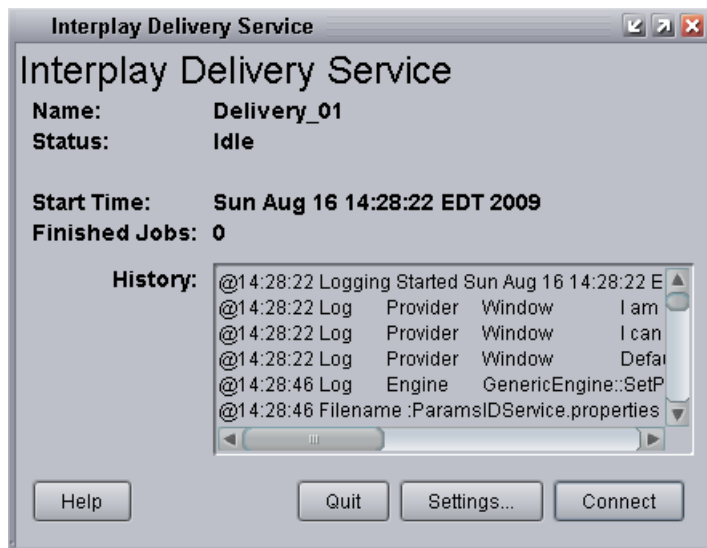 Interplay Delivery Service
Interplay Delivery Service
Name: Delivery_01
Status: Idle
Start Time: Sun Aug 16 14:28:22 EDT 2009
Finished Jobs: 0
History:
@14:28:22 Logging Started Sun Aug 16 14:28:22 E
@14:28:22 Log Provider Window I am
@14:28:22 Log Provider Window I can
@14:28:22 Log Provider Window Defau
@14:28:46 Log Engine GenericEngine::SetP
@14:28:46 Filename :ParamsIDService.properties
Help Quit Settings... Connect